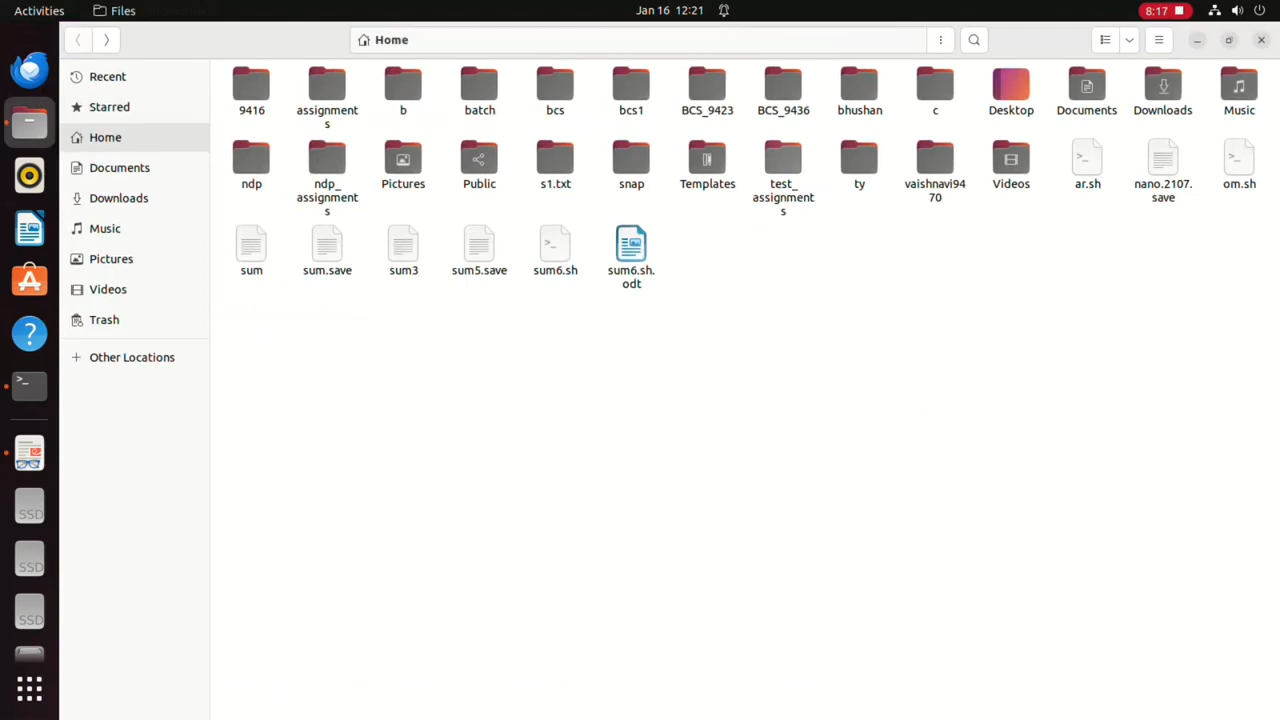 Activities Files Jan 16 12:21 8:17
Home
Recent
Starred
Home
Documents
Downloads
Music
Pictures
Videos
Trash
Other Locations
9416 assignment b batch bcs bcs1 BCS_9423 BCS_9436 bhushan c Desktop Documents Downloads Music
s
ndp ndp_ Pictures Public s1.txt snap Templates test_ ty vaishnavi94 Videos ar.sh nano.2107. om.sh
assignment assignment 70 save
s s
sum sum.save sum3 sum5.save sum6.sh sum6.sh.
odt
?
>_
SSD
SSD
SSD